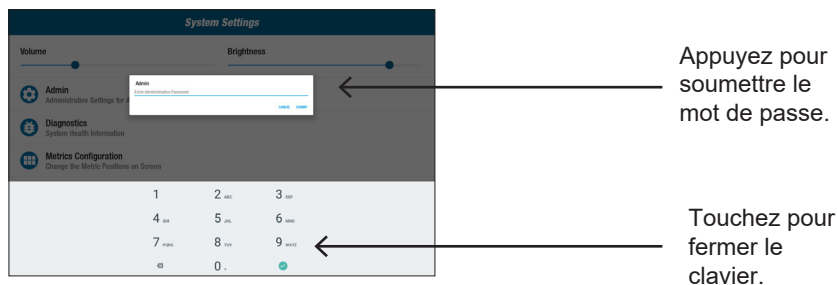 System Settings
Volume
Brightness
Admin
Administrative Settings for A
Diagnostics
System Health Information
Metrics Configuration
Change the Metric Positions on Screen
Admin
Enter Administrative Password
CANCEL SUBMIT
1 2 ABC 3 DEF
4 GHI 5 JKL 6 MNO
7 PQRS 8 TUV 9 WXYZ
0 .
Appuyez pour
soumettre le
mot de passe.
Touchez pour
fermer le
clavier.